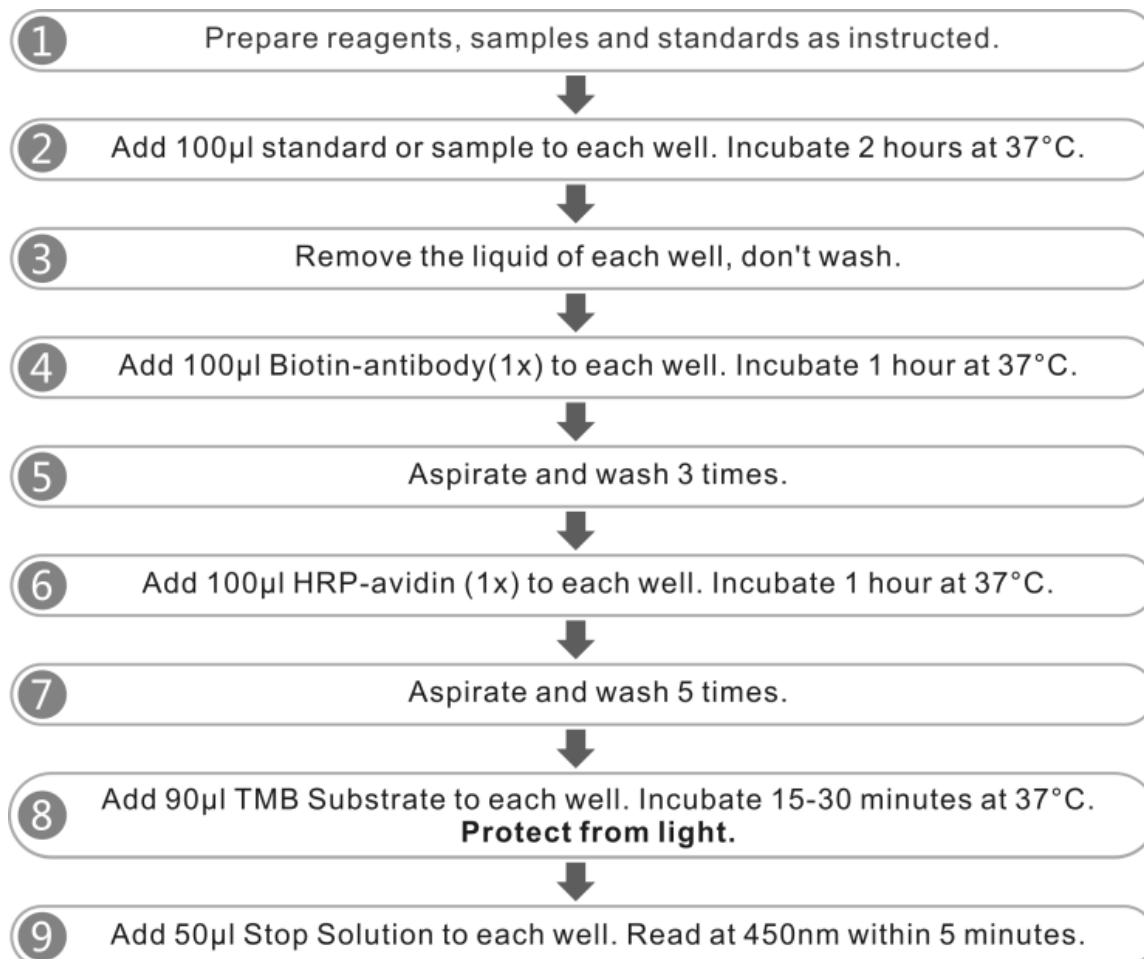 1 Prepare reagents, samples and standards as instructed.
2 Add 100µl standard or sample to each well. Incubate 2 hours at 37°C.
3 Remove the liquid of each well, don't wash.
4 Add 100µl Biotin-antibody(1x) to each well. Incubate 1 hour at 37°C.
5 Aspirate and wash 3 times.
6 Add 100µl HRP-avidin (1x) to each well. Incubate 1 hour at 37°C.
7 Aspirate and wash 5 times.
8 Add 90µl TMB Substrate to each well. Incubate 15-30 minutes at 37°C.
Protect from light.
9 Add 50µl Stop Solution to each well. Read at 450nm within 5 minutes.